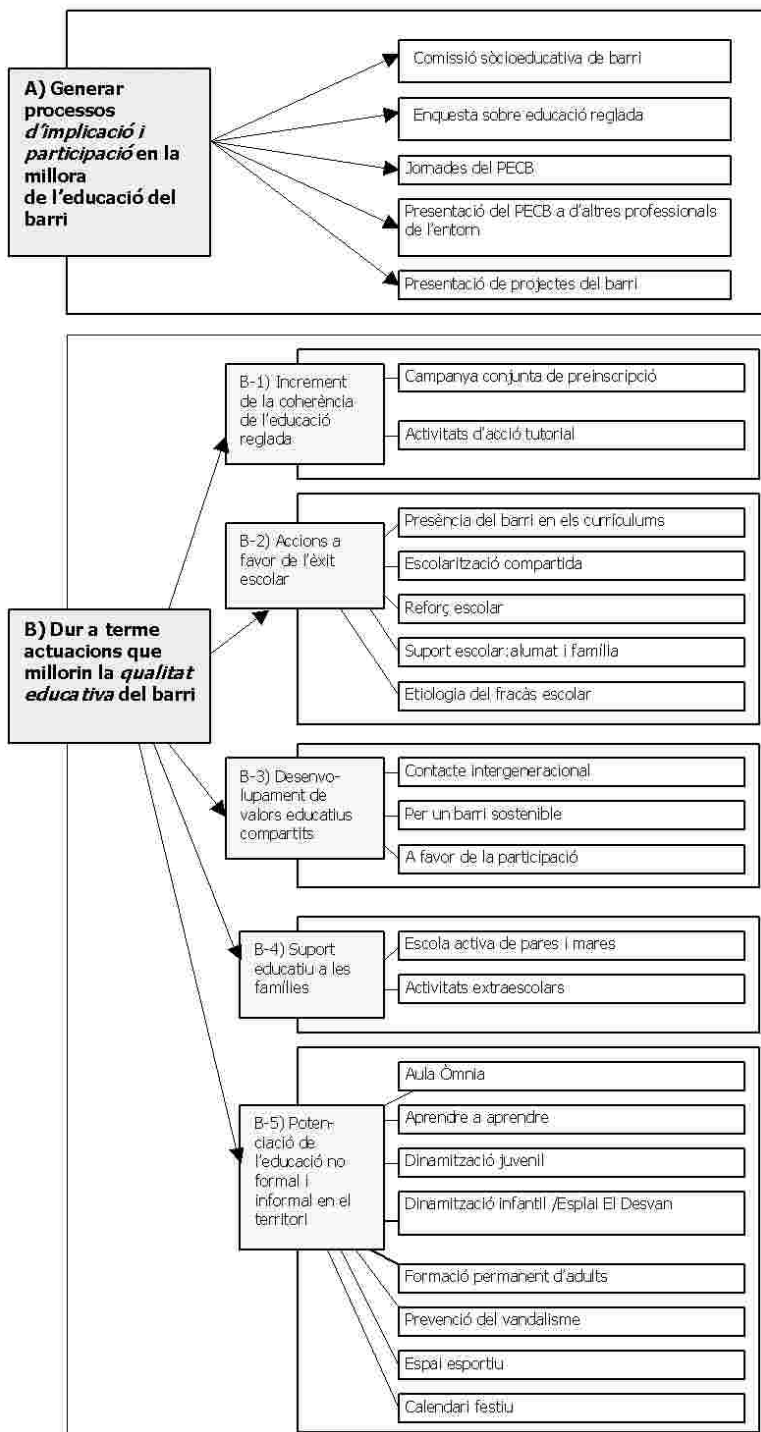 A) Generar
processos
d'implicació i
participació en la
millora
de l'educació del
barri
Comissió sòcioeducativa de barri
Enquesta sobre educació reglada
Jornades del PECB
Presentació del PECB a d'altres professionals
de l'entorn
Presentació de projectes del barri
B) Dur a terme
actuacions que
millorin la qualitat
educativa del barri
B-1) Increment
de la coherència
de l'educació
reglada
Campanya conjunta de preinscripció
Activitats d'acció tutorial
B-2) Accions a
favor de l'èxit
escolar
Presència del barri en els currículums
Escolarització compartida
Reforç escolar
Suport escolar:alumat i família
Etiologia del fracàs escolar
B-3) Desenvo-
lupament de
valors educatius
compartits
Contacte intergeneracional
Per un barri sostenible
A favor de la participació
B-4) Suport
educatiu a les
famílies
Escola activa de pares i mares
Activitats extraescolars
B-5) Poten-
ciació de
l'educació no
formal i
informal en el
territori
Aula Òmnia
Aprendre a aprendre
Dinamització juvenil
Dinamització infantil /Esplai El Desvan
Formació permanent d'adults
Prevenció del vandalisme
Espai esportiu
Calendari festiu